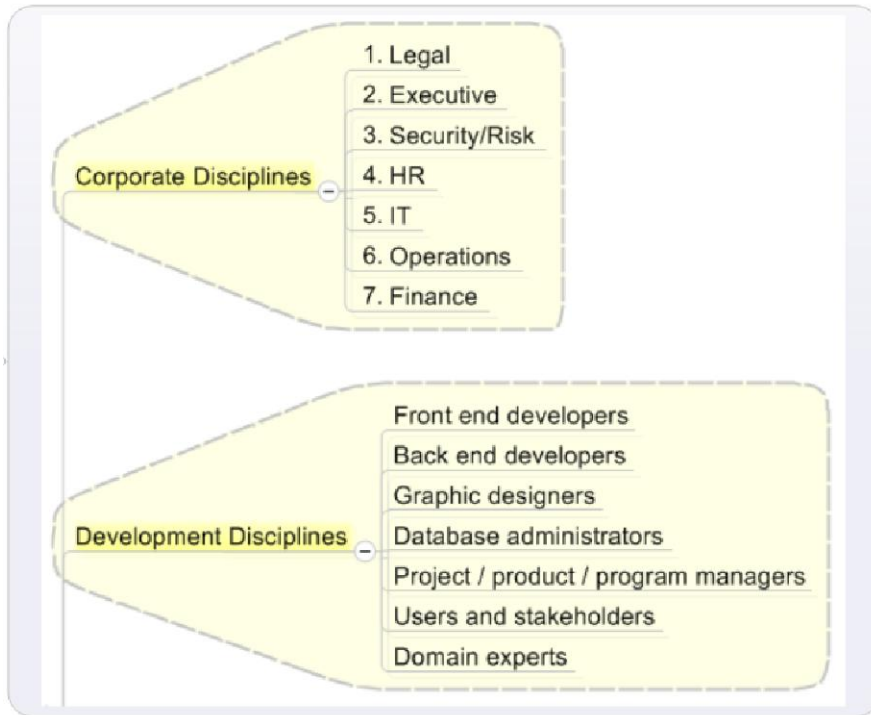 Corporate Disciplines
1. Legal
2. Executive
3. Security/Risk
4. HR
5. IT
6. Operations
7. Finance
Development Disciplines
Front end developers
Back end developers
Graphic designers
Database administrators
Project / product / program managers
Users and stakeholders
Domain experts